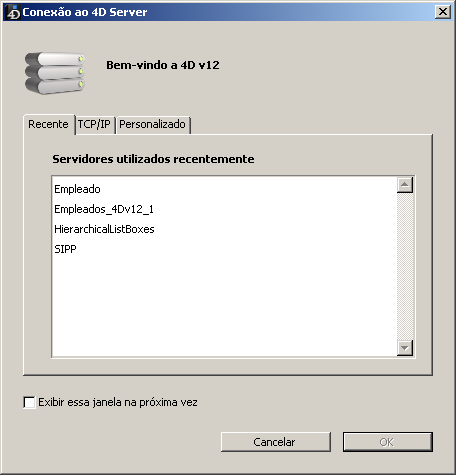 Conexão ao 4D Server
Bem-vindo a 4D v12
Recente TCP/IP Personalizado
Servidores utilizados recentemente
Empleado
Empleados_4Dv12_1
HierarchicalListBoxes
SIPP
Exibir essa janela na próxima vez
Cancelar OK